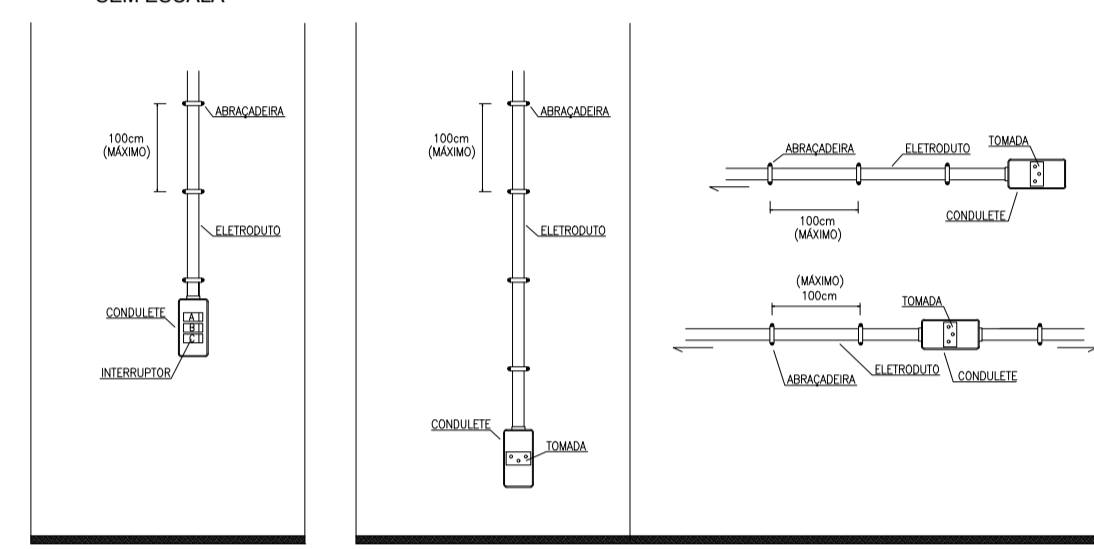 SEM ESCALA
ABRAÇADEIRA
100cm
(MÁXIMO)
ELETRODUTO
CONDULETE
A
B
C
INTERRUPTOR
ABRAÇADEIRA
100cm
(MÁXIMO)
ELETRODUTO
CONDULETE
TOMADA
ABRAÇADEIRA
ELETRODUTO
TOMADA
CONDULETE
100cm
(MÁXIMO)
(MÁXIMO)
100cm
TOMADA
ABRAÇADEIRA
ELETRODUTO
CONDULETE